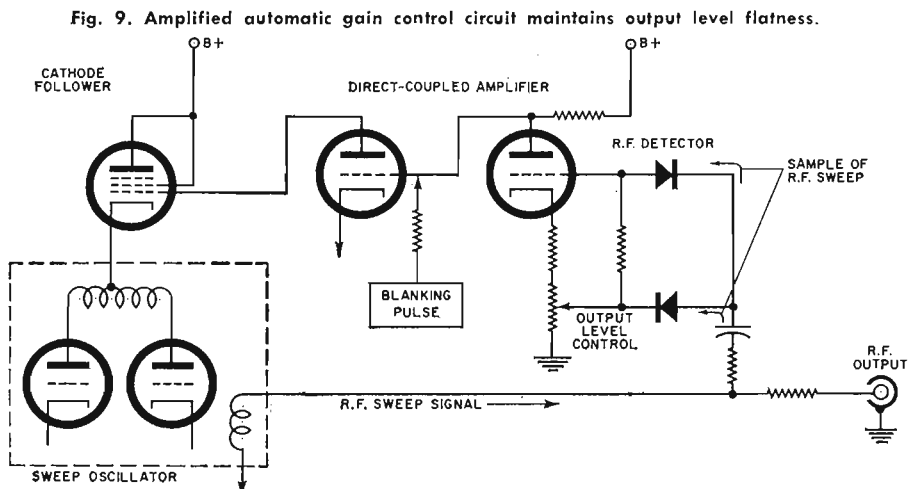 Fig. 9. Amplified automatic gain control circuit maintains output level flatness.
B+
B+
CATHODE
FOLLOWER
DIRECT-COUPLED AMPLIFIER
R.F. DETECTOR
SAMPLE OF
R.F. SWEEP
BLANKING
PULSE
OUTPUT
LEVEL
CONTROL
R.F.
OUTPUT
R.F. SWEEP SIGNAL
SWEEP OSCILLATOR